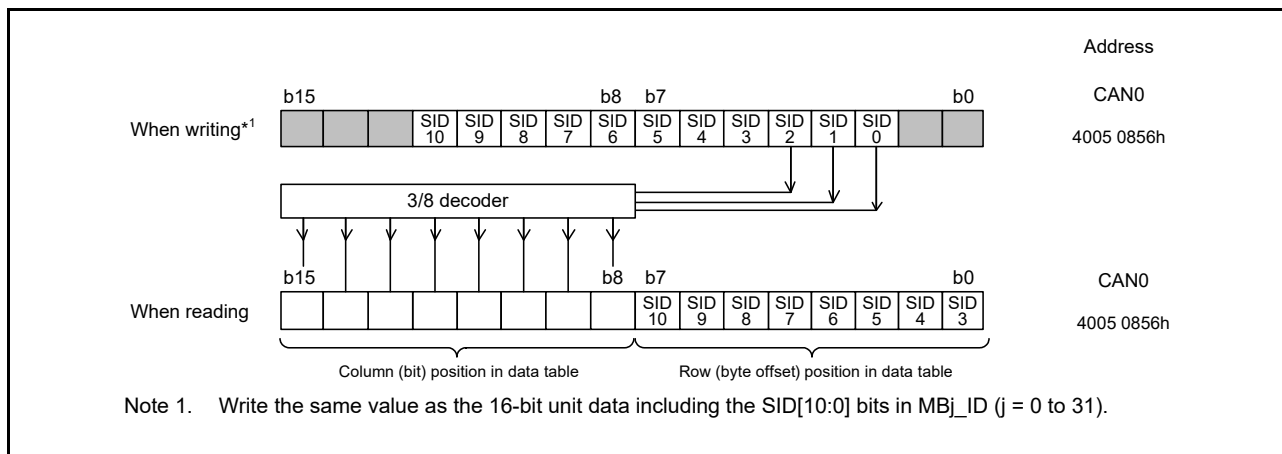 Address
b15 b8 b7 b0 CAN0
When writing*1 SID 10 SID 9 SID 8 SID 7 SID 6 SID 5 SID 4 SID 3 SID 2 SID 1 SID 0 4005 0856h
3/8 decoder
b15 b8 b7 b0 CAN0
When reading SID 10 SID 9 SID 8 SID 7 SID 6 SID 5 SID 4 SID 3 4005 0856h
Column (bit) position in data table Row (byte offset) position in data table
Note 1. Write the same value as the 16-bit unit data including the SID[10:0] bits in MBj_ID (j = 0 to 31).